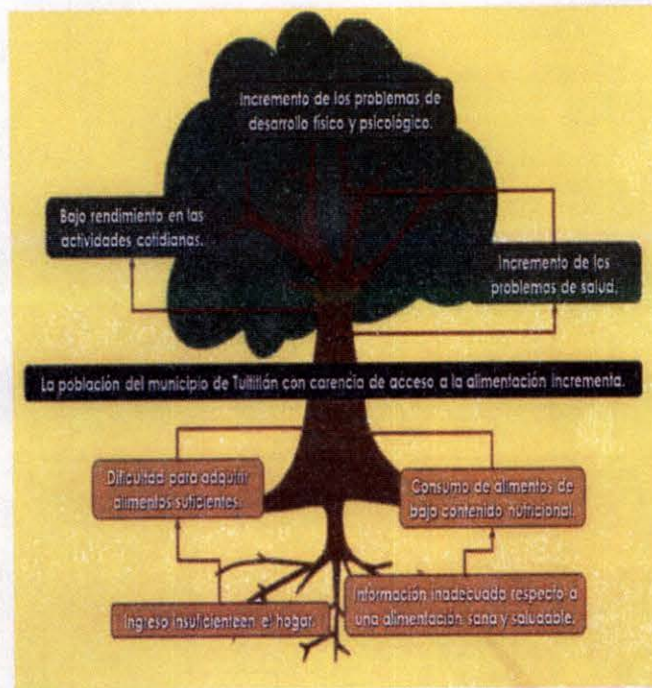 Incremento de los problemas de
desarrollo físico y psicológico.
Bajo rendimiento en las
actividades cotidianas.
Incremento de los
problemas de salud.
La población del municipio de Tultitlán con carencia de acceso a la alimentación incrementa.
Dificultad para adquirir
alimentos suficientes.
Consumo de alimentos de
bajo contenido nutricional.
Ingreso insuficienteen el hogar.
Información inadecuada respecto a
una alimentación sana y saludable.